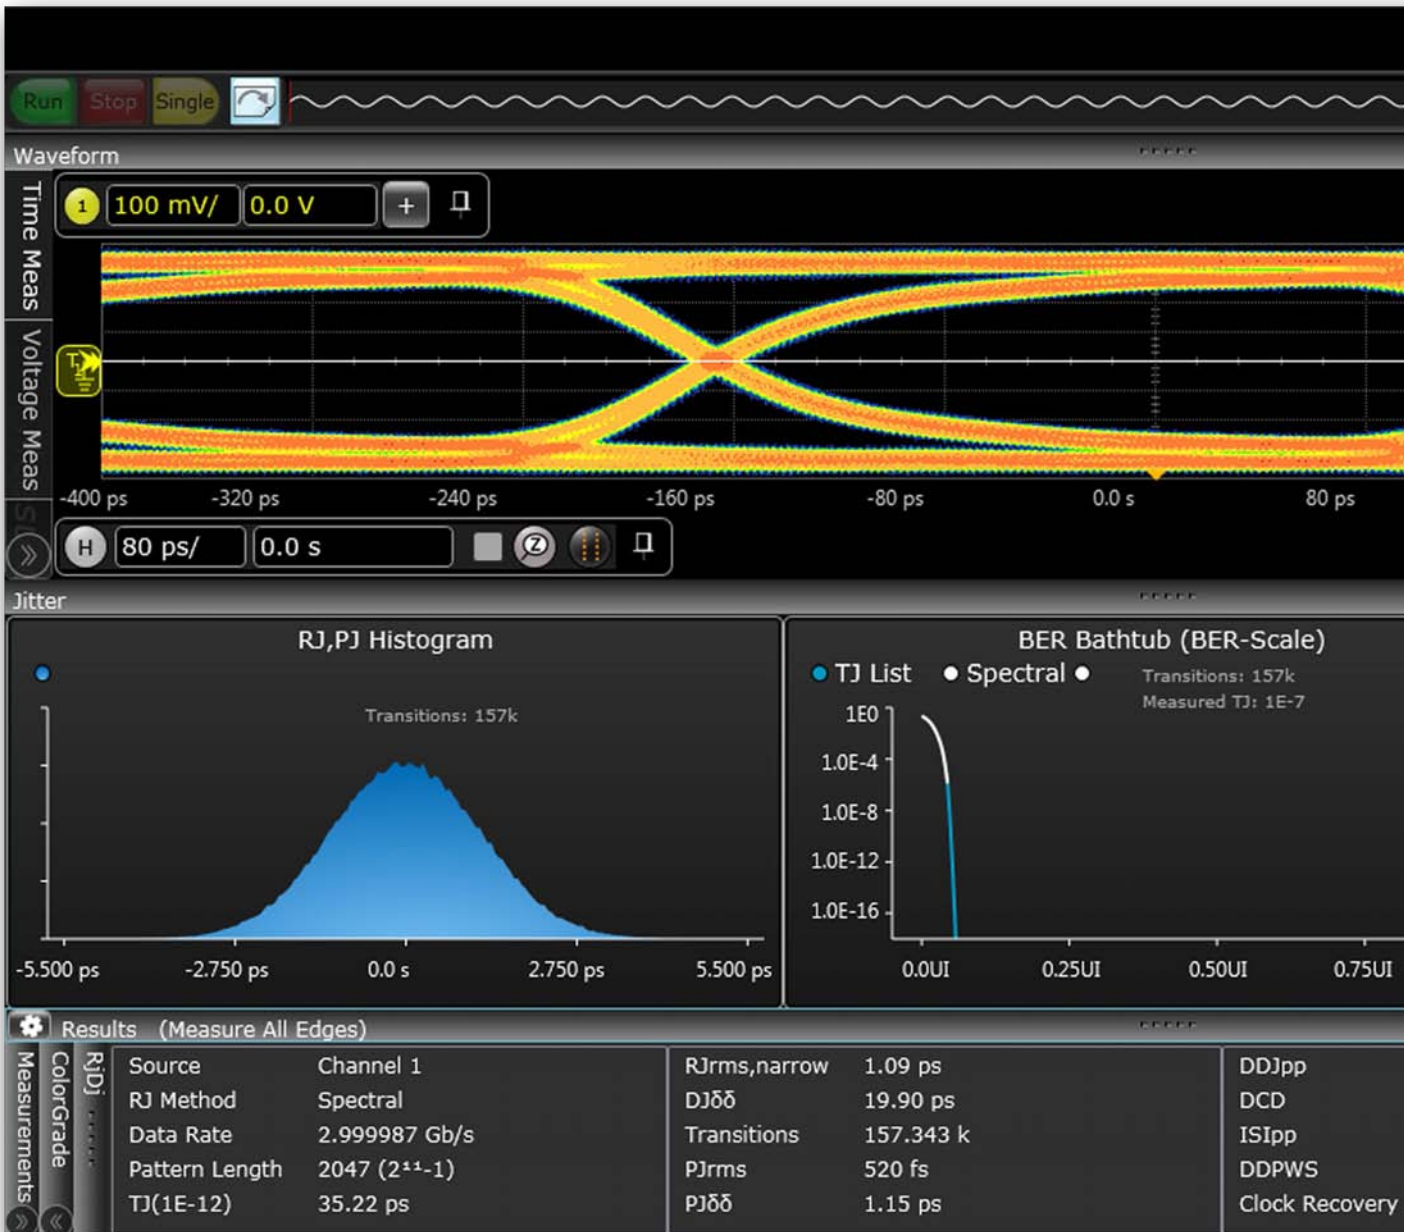 Run Stop Single
Waveform
Time Meas
Voltage Meas
1 100 mV/ 0.0 V +
-400 ps -320 ps -240 ps -160 ps -80 ps 0.0 s 80 ps
H 80 ps/ 0.0 s Z
Jitter
RJ,PJ Histogram
Transitions: 157k
-5.500 ps -2.750 ps 0.0 s 2.750 ps 5.500 ps
BER Bathtub (BER-Scale)
TJ List Spectral
Transitions: 157k
Measured TJ: 1E-7
1E0
1.0E-4
1.0E-8
1.0E-12
1.0E-16
0.0UI 0.25UI 0.50UI 0.75UI
Results (Measure All Edges)
Measurements
ColorGrade
RjDj
Source Channel 1
RJ Method Spectral
Data Rate 2.999987 Gb/s
Pattern Length 2047 (2¹¹-1)
TJ(1E-12) 35.22 ps
RJrms,narrow 1.09 ps
DJδδ 19.90 ps
Transitions 157.343 k
PJrms 520 fs
PJδδ 1.15 ps
DDJpp
DCD
ISIpp
DDPWS
Clock Recovery